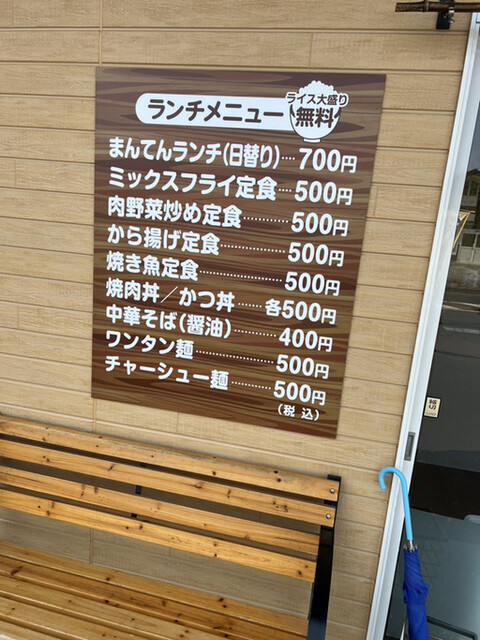 ランチメニュー
ライス大盛り
無料
まんてんランチ(日替り)…700円
ミックスフライ定食…500円
肉野菜炒め定食………500円
から揚げ定食…………500円
焼き魚定食……………500円
焼肉丼／かつ丼…各500円
中華そば(醤油)………400円
ワンタン麺……………500円
チャーシュー麺………500円
(税込)